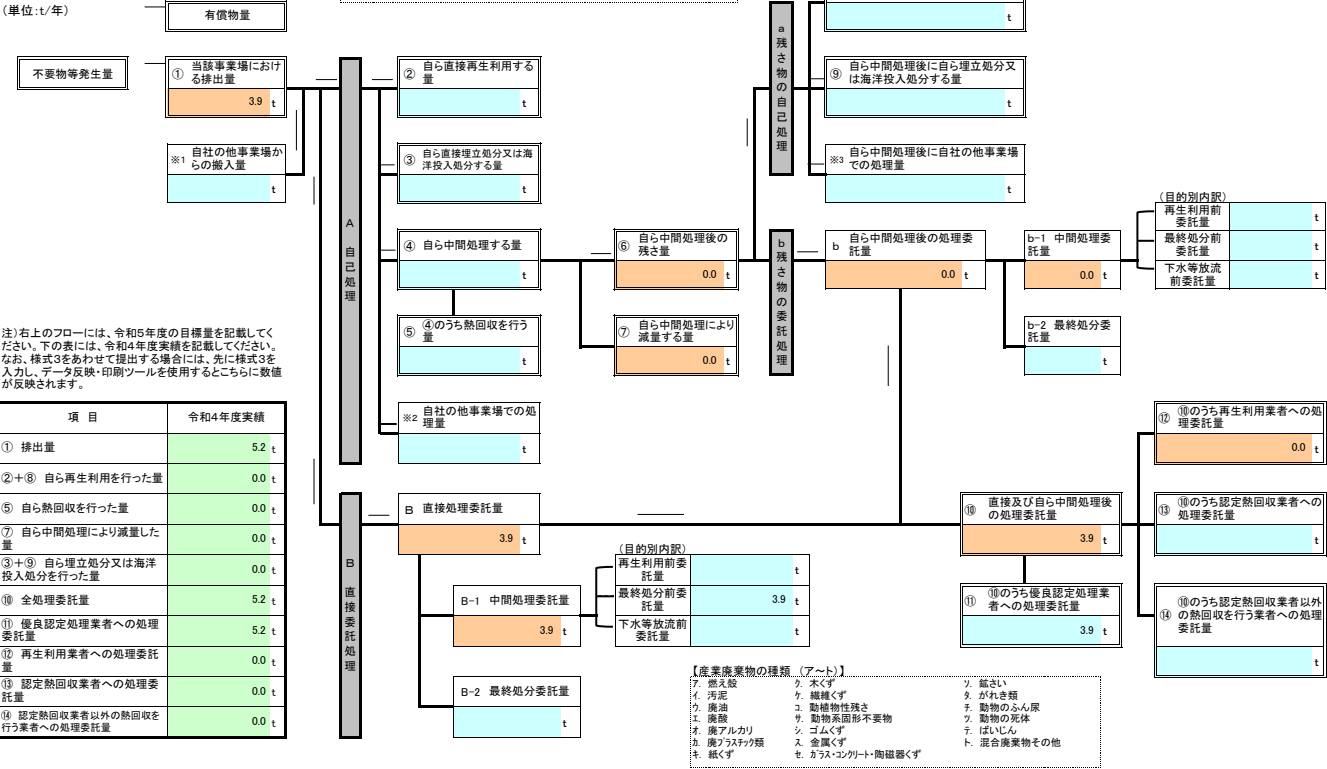 (単位:t/年)
有償物量
t
不要物等発生量
① 当該事業場におけ
る排出量
3.9 t
※1 自社の他事業場か
らの搬入量
t
A 自己処理
② 自ら直接再生利用する
量
t
③ 自ら直接埋立処分又は海
洋投入処分する量
t
④ 自ら中間処理する量
t
⑤ ④のうち熱回収を行う
量
t
※2 自社の他事業場での処
理量
t
⑥ 自ら中間処理後の
残さ量
0.0 t
⑦ 自ら中間処理により
減量する量
0.0 t
a 残さ物の自己処理
⑨ 自ら中間処理後に自ら埋立処分又
は海洋投入処分する量
t
※3 自ら中間処理後に自社の他事業場
での処理量
t
b 残さ物の委託処理
b 自ら中間処理後の処理委
託量
0.0 t
b-1 中間処理委
託量
0.0 t
b-2 最終処分委
託量
t
(目的別内訳)
再生利用前
委託量
t
最終処分前
委託量
t
下水等放流
前委託量
t
注)右上のフローには、令和5年度の目標量を記載してく
ださい。下の表には、令和4年度実績を記載してください。
なお、様式3をあわせて提出する場合には、先に様式3を
入力し、データ反映・印刷ツールを使用するとこちらに数値
が反映されます。
項 目 令和4年度実績
① 排出量 5.2 t
②+⑧ 自ら再生利用を行った量 0.0 t
⑤ 自ら熱回収を行った量 0.0 t
⑦ 自ら中間処理により減量した
量 0.0 t
③+⑨ 自ら埋立処分又は海洋
投入処分を行った量 0.0 t
⑩ 全処理委託量 5.2 t
⑪ 優良認定処理業者への処理
委託量 5.2 t
⑫ 再生利用業者への処理委託
量 0.0 t
⑬ 認定熱回収業者への処理委
託量 0.0 t
⑭ 認定熱回収業者以外の熱回収を
行う業者への処理委託量 0.0 t
B 直接委託処理
B 直接処理委託量
3.9 t
B-1 中間処理委託量
3.9 t
B-2 最終処分委託量
t
(目的別内訳)
再生利用前委
託量
t
最終処分前委
託量
3.9 t
下水等放流前
委託量
⑩ 直接及び自ら中間処理後
の処理委託量
3.9 t
⑪ ⑩のうち優良認定処理業
者への処理委託量
3.9 t
⑫ ⑩のうち再生利用業者への処
理委託量
0.0 t
⑬ ⑩のうち認定熱回収業者への
処理委託量
t
⑭ ⑩のうち認定熱回収業者以外
の熱回収を行う業者への処理
委託量
t
【産業廃棄物の種類 (ア~ト)】
ア. 燃え殻
イ. 汚泥
ウ. 廃油
エ. 廃酸
オ. 廃アルカリ
カ. 廃プラスチック類
キ. 紙くず
ク. 木くず
ケ. 繊維くず
コ. 動植物性残さ
サ. 動物系固形不要物
シ. ゴムくず
ス. 金属くず
セ. ガラス・コンクリート・陶磁器くず
ソ. 鉱さい
タ. がれき類
チ. 動物のふん尿
ツ. 動物の死体
テ. ばいじん
ト. 混合廃棄物その他